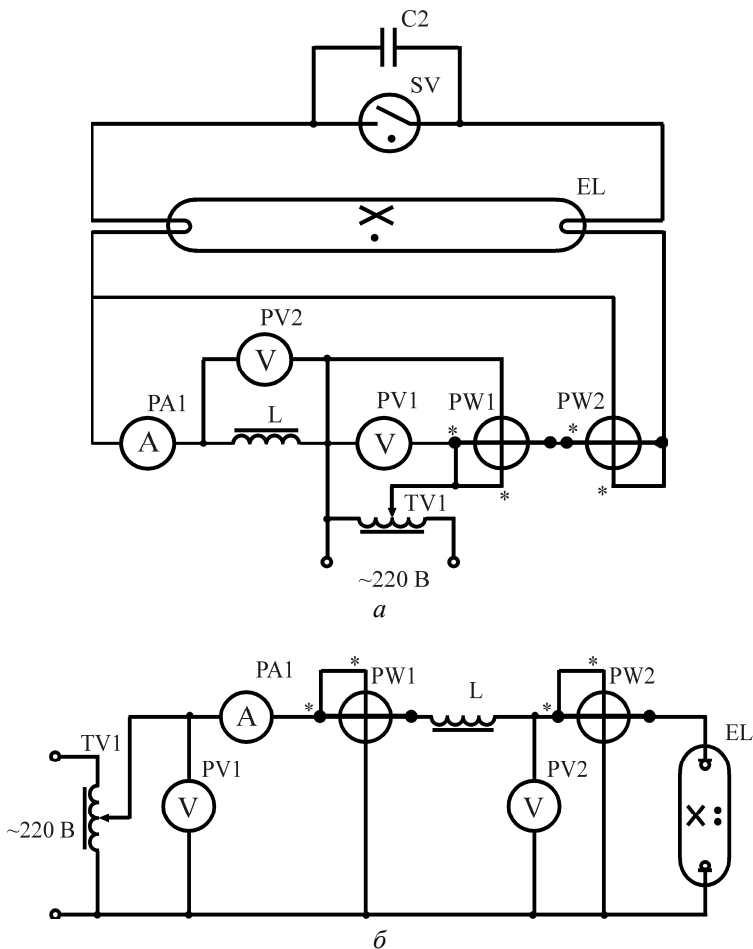 C2
SV
EL
PV2
V
PA1
L
PV1
PW1
PW2
A
V
*
*
*
*
TV1
~220 В
а
PA1
*
PW1
L
*
PW2
*
*
A
EL
TV1
PV1
PV2
~220 В
V
V
б